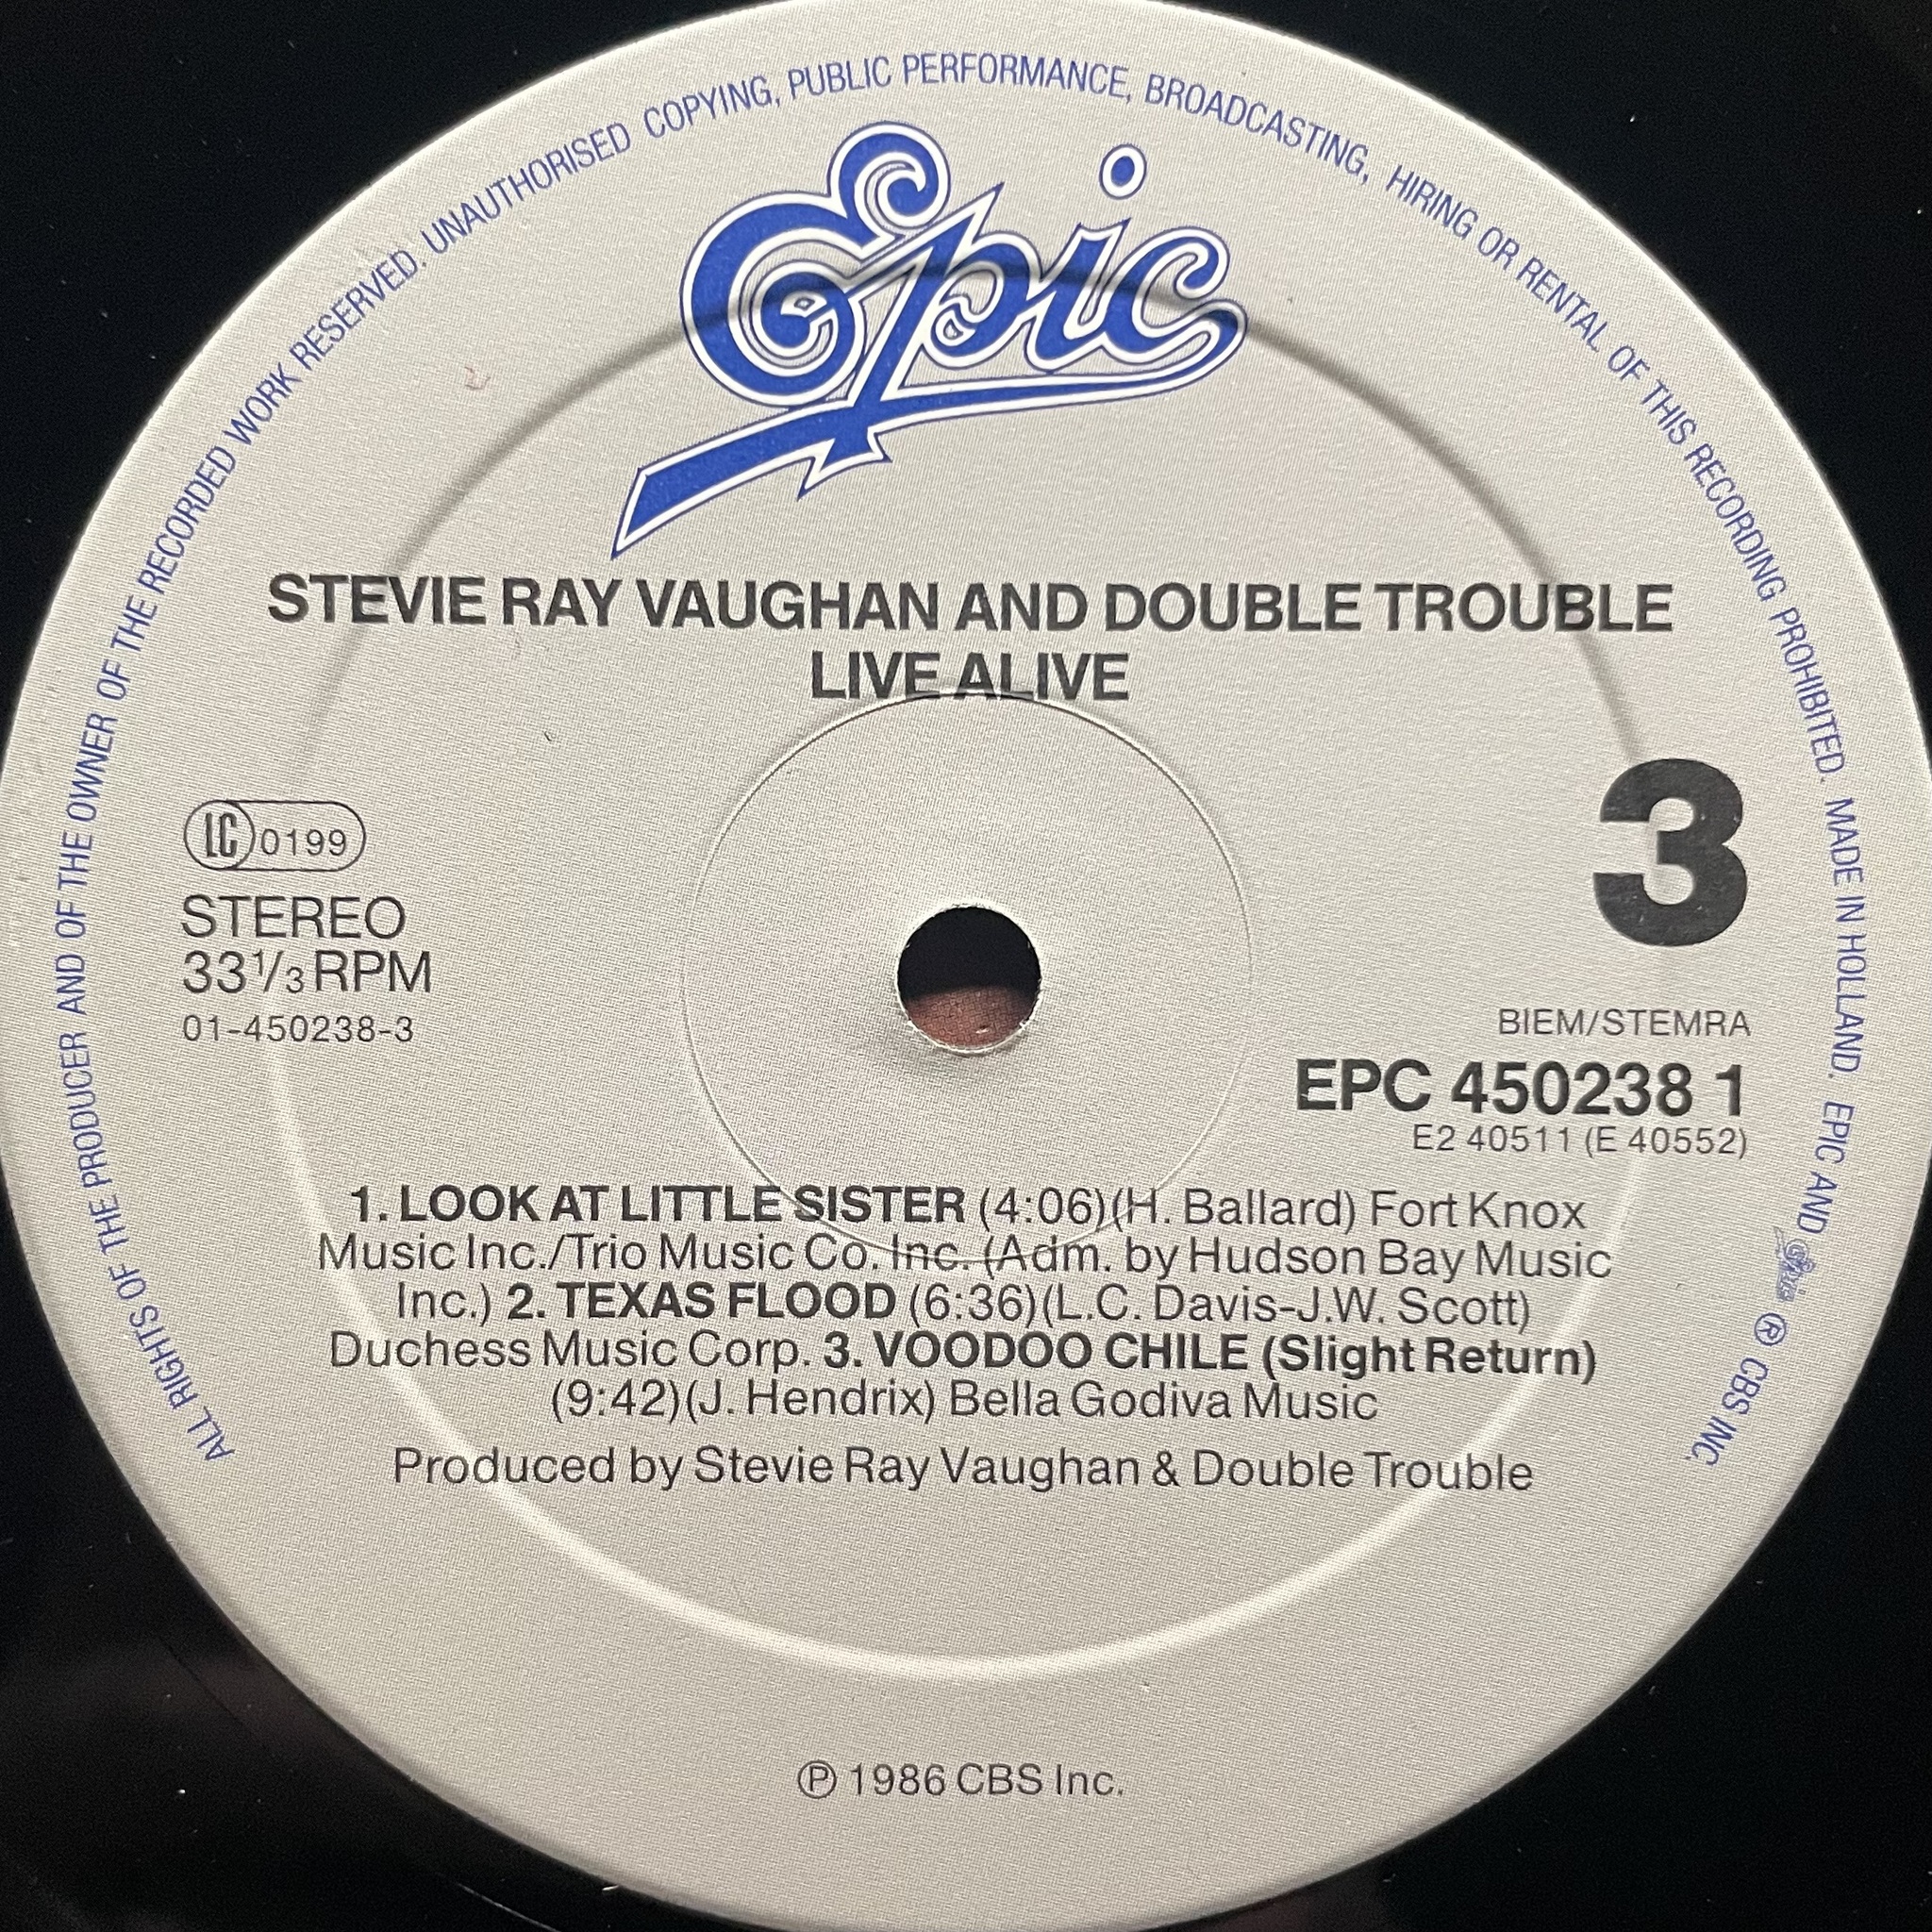 ALL RIGHTS OF THE PRODUCER AND OF THE OWNER OF THE RECORDED WORK RESERVED. UNAUTHORISED COPYING, PUBLIC PERFORMANCE, BROADCASTING, HIRING OR RENTAL OF THIS RECORDING PROHIBITED. MADE IN HOLLAND. EPIC AND Epic ® CBS INC.
Epic
STEVIE RAY VAUGHAN AND DOUBLE TROUBLE
LIVE ALIVE
3
LC 0199
STEREO
33 1/3 RPM
01-450238-3
BIEM/STEMRA
EPC 450238 1
E2 40511 (E 40552)
1. LOOK AT LITTLE SISTER (4:06)(H. Ballard) Fort Knox
Music Inc./Trio Music Co. Inc. (Adm. by Hudson Bay Music
Inc.) 2. TEXAS FLOOD (6:36)(L.C. Davis-J.W. Scott)
Duchess Music Corp. 3. VOODOO CHILE (Slight Return)
(9:42)(J. Hendrix) Bella Godiva Music
Produced by Stevie Ray Vaughan & Double Trouble
℗ 1986 CBS Inc.